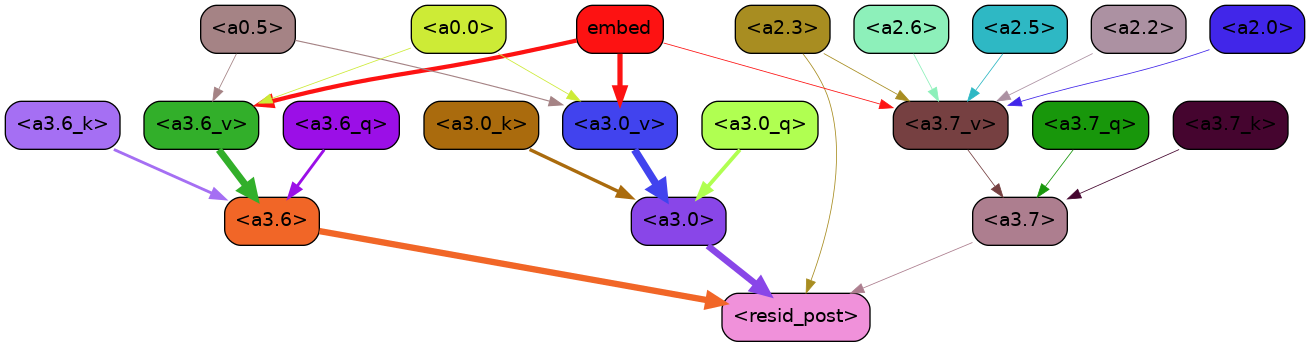 <a0.5> <a0.0> embed <a2.3> <a2.6> <a2.5> <a2.2> <a2.0>
<a3.6_k> <a3.6_v> <a3.6_q> <a3.0_k> <a3.0_v> <a3.0_q> <a3.7_v> <a3.7_q> <a3.7_k>
<a3.6> <a3.0> <a3.7>
<resid_post>